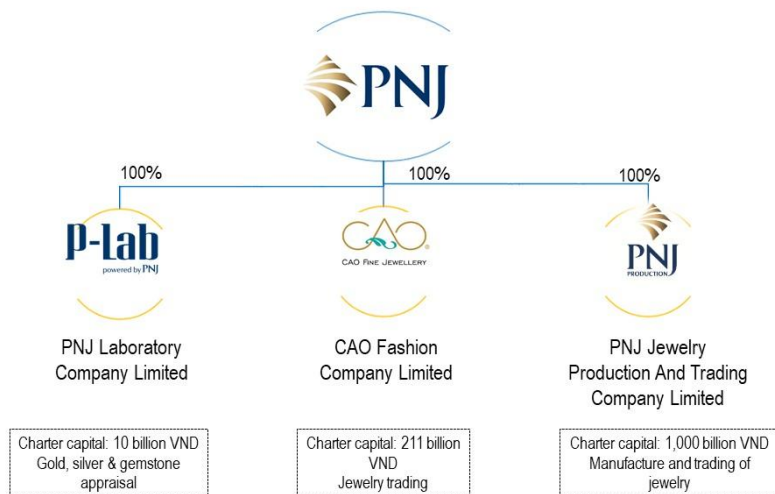 PNJ
100%
100%
100%
P-Lab
powered by PNJ
CAO
CAO FINE JEWELLERY
PNJ
PRODUCTION
PNJ Laboratory
Company Limited
CAO Fashion
Company Limited
PNJ Jewelry
Production And Trading
Company Limited
Charter capital: 10 billion VND
Gold, silver & gemstone
appraisal
Charter capital: 211 billion
VND
Jewelry trading
Charter capital: 1,000 billion VND
Manufacture and trading of
jewelry